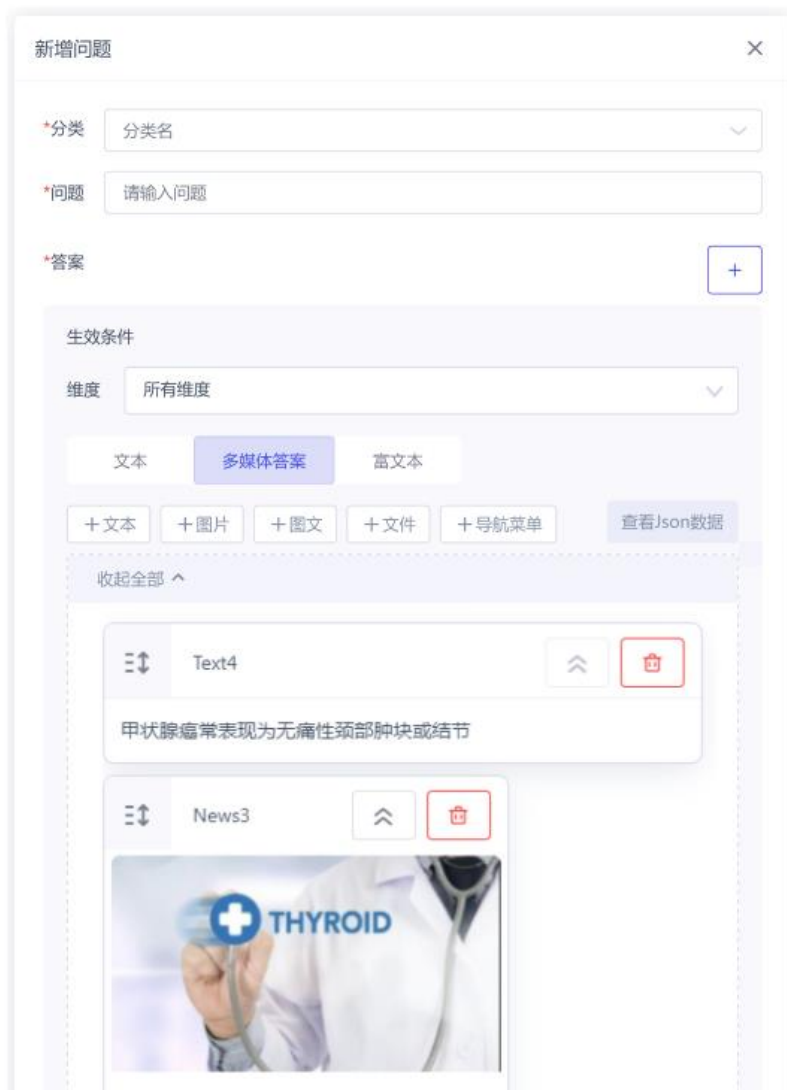 新增问题
*分类 分类名
*问题 请输入问题
*答案
生效条件
维度 所有维度
文本 多媒体答案 富文本
+文本 +图片 +图文 +文件 +导航菜单 查看Json数据
收起全部
Text4
甲状腺癌常表现为无痛性颈部肿块或结节
News3
THYROID